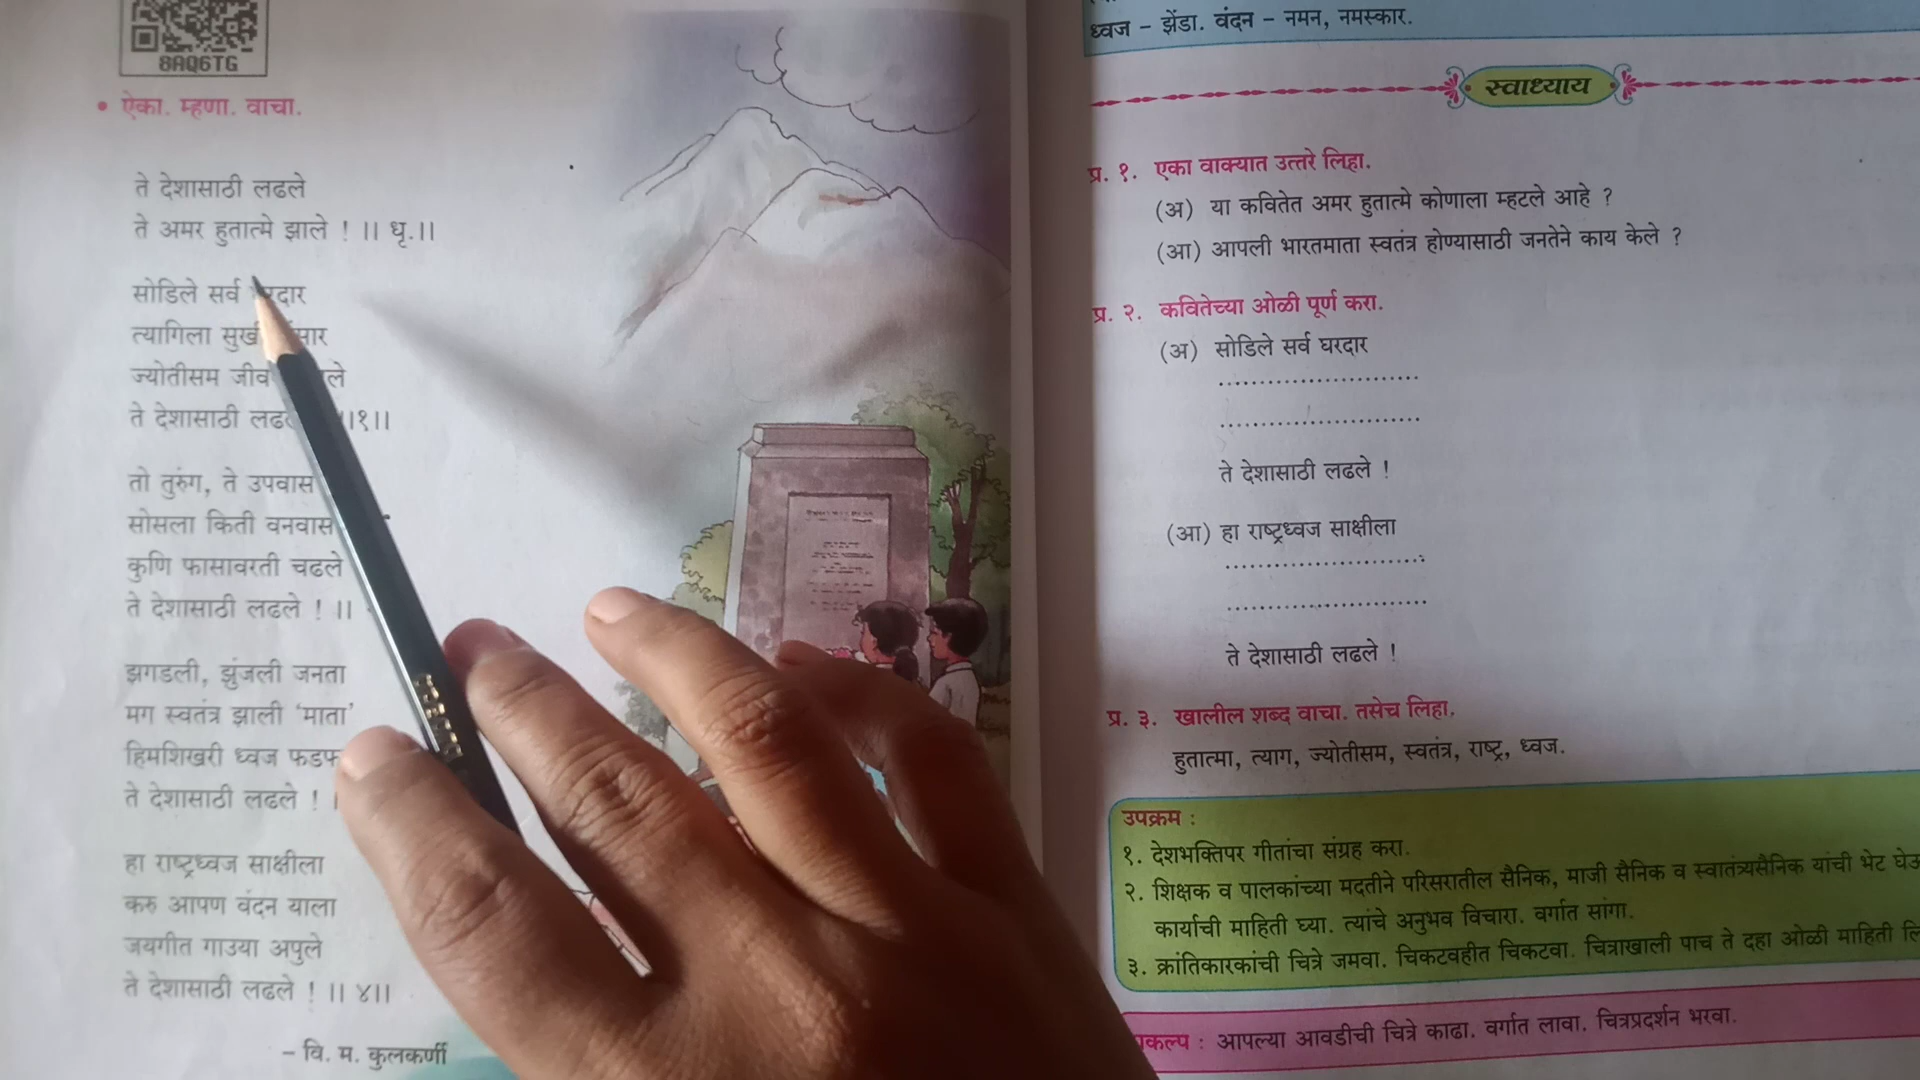 8AQ6TG
• ऐका. म्हणा. वाचा.
ते देशासाठी लढले
ते अमर हुतात्मे झाले ! ।। धृ.।।
सोडिले सर्व
त्यागिला
ज्योतीसम
ते देशासाठी ।१।।
तो तुरुंग, ते उपवास
सोसला किती वनवास
कुणि फासावरती चढले
ते देशासाठी लढले ! ।।
झगडली, झुंजली जनता
मग स्वतंत्र झाली ‘माता’
हिमशिखरी ध्वज
ते देशासाठी लढले !
हा राष्ट्रध्वज साक्षीला
करु आपण वंदन याला
जयगीत गाउया अपुले
ते देशासाठी लढले ! ।। ४।।
– वि. म. कुलकर्णी
ध्वज – झेंडा. वंदन – नमन, नमस्कार.
स्वाध्याय
प्र. १. एका वाक्यात उत्तरे लिहा.
(अ) या कवितेत अमर हुतात्मे कोणाला म्हटले आहे ?
(आ) आपली भारतमाता स्वतंत्र होण्यासाठी जनतेने काय केले ?
प्र. २. कवितेच्या ओळी पूर्ण करा.
(अ) सोडिले सर्व घरदार
..........................
..........................
ते देशासाठी लढले !
(आ) हा राष्ट्रध्वज साक्षीला
..........................
..........................
ते देशासाठी लढले !
प्र. ३. खालील शब्द वाचा. तसेच लिहा.
हुतात्मा, त्याग, ज्योतीसम, स्वतंत्र, राष्ट्र, ध्वज.
उपक्रम :
१. देशभक्तिपर गीतांचा संग्रह करा.
२. शिक्षक व पालकांच्या मदतीने परिसरातील सैनिक, माजी सैनिक व स्वातंत्र्यसैनिक यांची भेट
कार्याची माहिती घ्या. त्यांचे अनुभव विचारा. वर्गात सांगा.
३. क्रांतिकारकांची चित्रे जमवा. चिकटवहीत चिकटवा. चित्राखाली पाच ते दहा ओळी माहिती
आपल्या आवडीची चित्रे काढा. वर्गात लावा. चित्रप्रदर्शन भरवा.